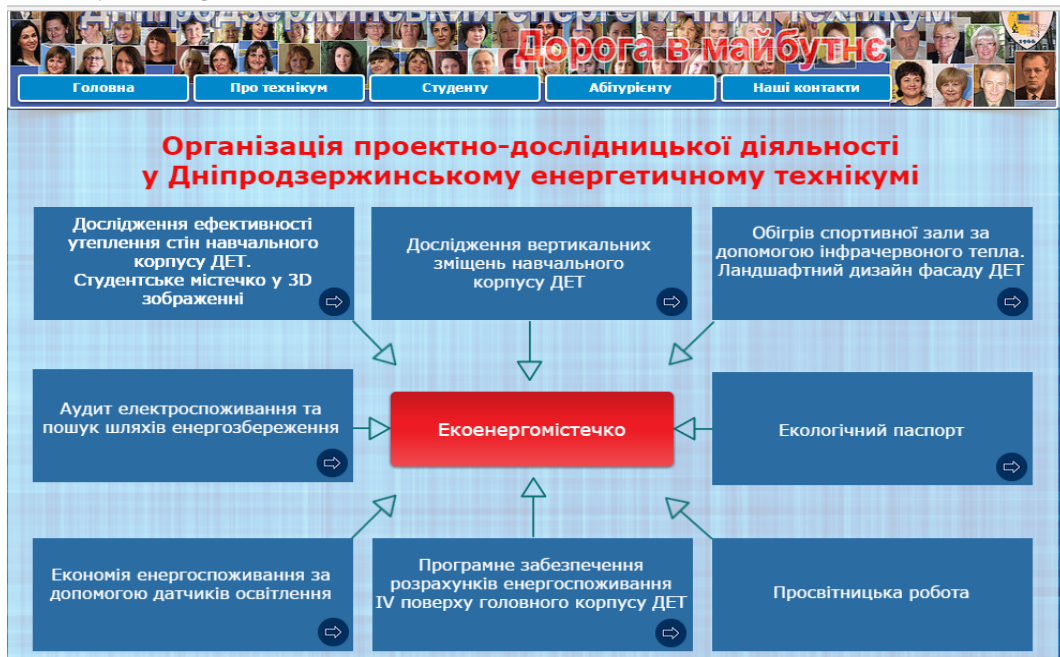 Дніпродзержинський енергетичний технікум
Дорога в майбутнє
1966
Головна
Про технікум
Студенту
Абітурієнту
Наші контакти
Організація проектно-дослідницької діяльності
у Дніпродзержинському енергетичному технікумі
Дослідження ефективності
утеплення стін навчального
корпусу ДЕТ.
Студентське містечко у 3D
зображенні
Дослідження вертикальних
зміщень навчального
корпусу ДЕТ
Обігрів спортивної зали за
допомогою інфрачервоного тепла.
Ландшафтний дизайн фасаду ДЕТ
Аудит електроспоживання та
пошук шляхів енергозбереження
Екоенергомістечко
Екологічний паспорт
Економія енергоспоживання за
допомогою датчиків освітлення
Програмне забезпечення
розрахунків енергоспоживання
IV поверху головного корпусу ДЕТ
Просвітницька робота